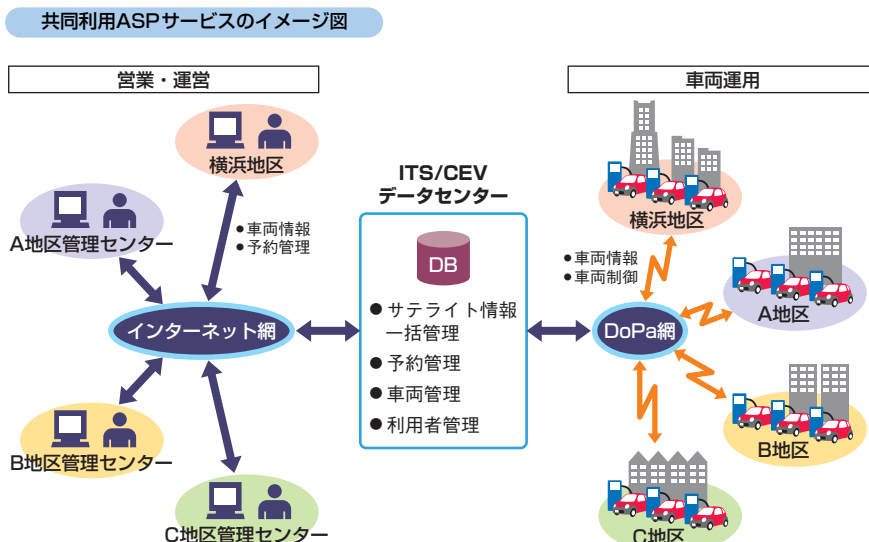 共同利用ASPサービスのイメージ図
営業・運営
車両運用
横浜地区
A地区管理センター
●車両情報
●予約管理
インターネット網
B地区管理センター
C地区管理センター
ITS/CEV
データセンター
DB
●サテライト情報
一括管理
●予約管理
●車両管理
●利用者管理
横浜地区
●車両情報
●車両制御
A地区
DoPa網
B地区
C地区